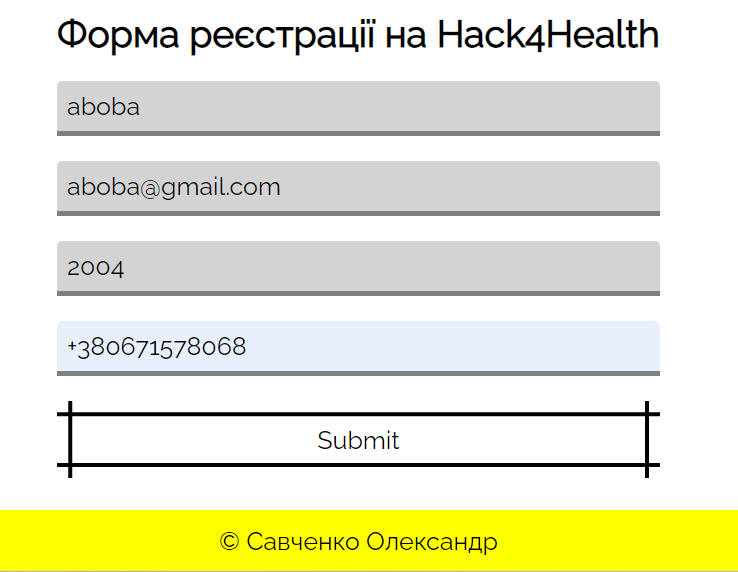 Форма реєстрації на Hack4Health
aboba
aboba@gmail.com
2004
+380671578068
Submit
© Савченко Олександр